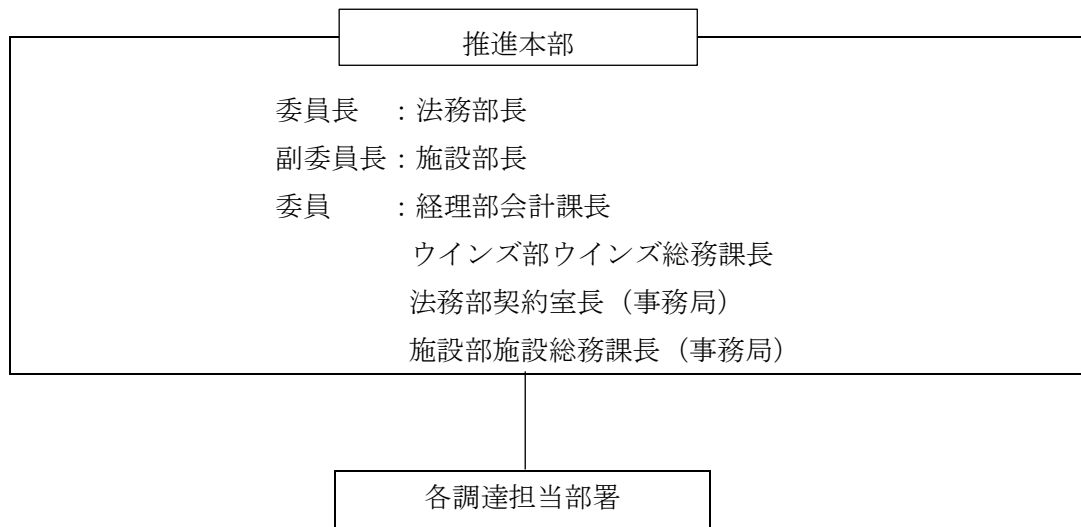 推進本部
委員長　：法務部長
副委員長：施設部長
委員　　：経理部会計課長
ウインズ部ウインズ総務課長
法務部契約室長（事務局）
施設部施設総務課長（事務局）
各調達担当部署